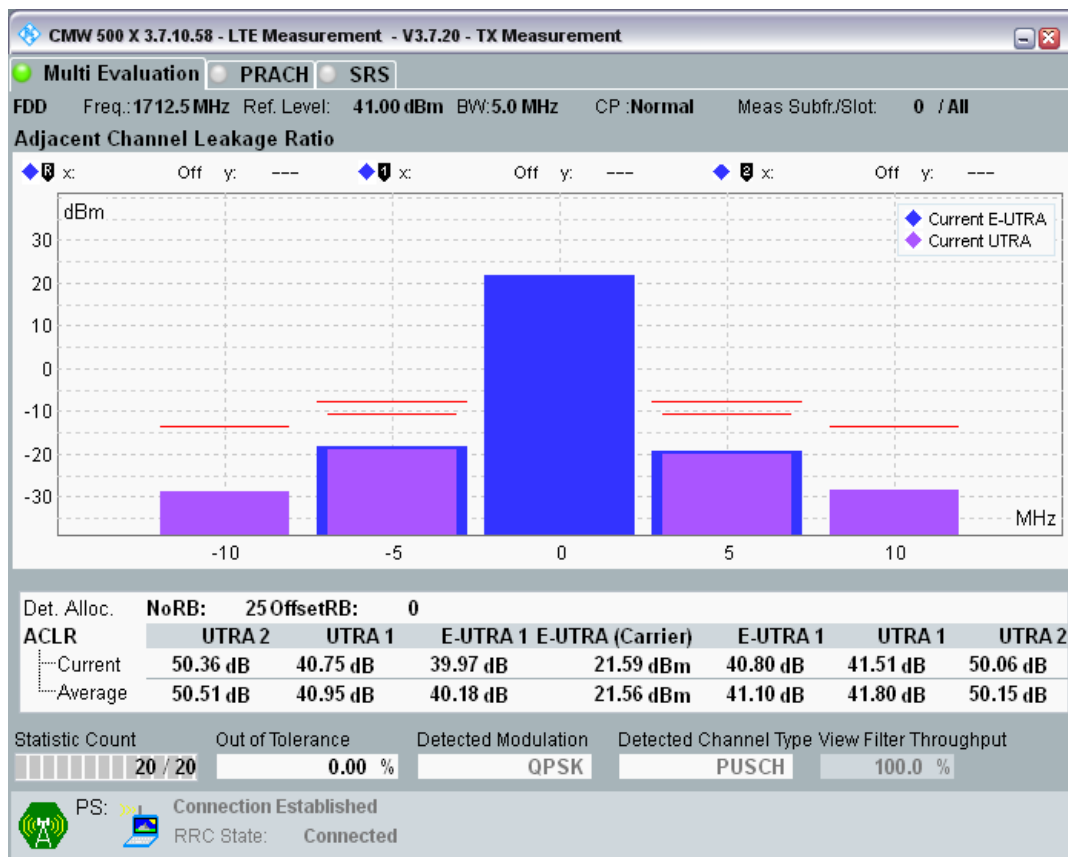 CMW 500 X 3.7.10.58 - LTE Measurement - V3.7.20 - TX Measurement
Multi Evaluation PRACH SRS
FDD Freq.:1712.5 MHz Ref. Level: 41.00 dBm BW:5.0 MHz CP :Normal Meas Subfr./Slot: 0 / All
Adjacent Channel Leakage Ratio
R x: Off y: --- 1 x: Off y: --- 2 x: Off y: ---
dBm
Current E-UTRA
Current UTRA
30
20
10
0
-10
-20
-30
MHz
-10 -5 0 5 10
Det. Alloc. NoRB: 25 OffsetRB: 0
ACLR UTRA 2 UTRA 1 E-UTRA 1 E-UTRA (Carrier) E-UTRA 1 UTRA 1 UTRA 2
Current 50.36 dB 40.75 dB 39.97 dB 21.59 dBm 40.80 dB 41.51 dB 50.06 dB
Average 50.51 dB 40.95 dB 40.18 dB 21.56 dBm 41.10 dB 41.80 dB 50.15 dB
Statistic Count Out of Tolerance Detected Modulation Detected Channel Type View Filter Throughput
20 / 20 0.00 % QPSK PUSCH 100.0 %
PS: Connection Established
RRC State: Connected